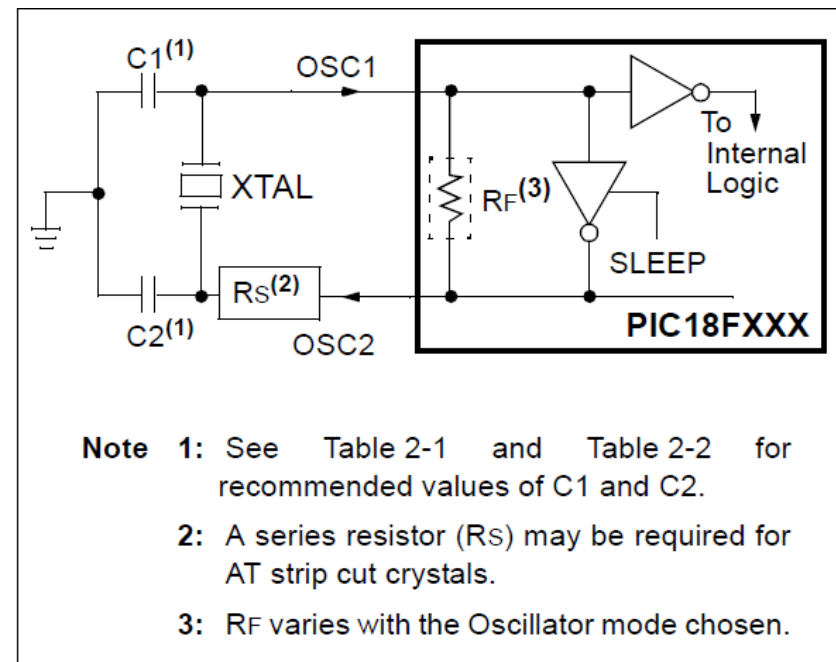 C1(1)
OSC1
To
Internal
Logic
XTAL
RF(3)
SLEEP
RS(2)
C2(1)
OSC2
PIC18FXXX
Note 1: See Table 2-1 and Table 2-2 for
recommended values of C1 and C2.
2: A series resistor (RS) may be required for
AT strip cut crystals.
3: RF varies with the Oscillator mode chosen.